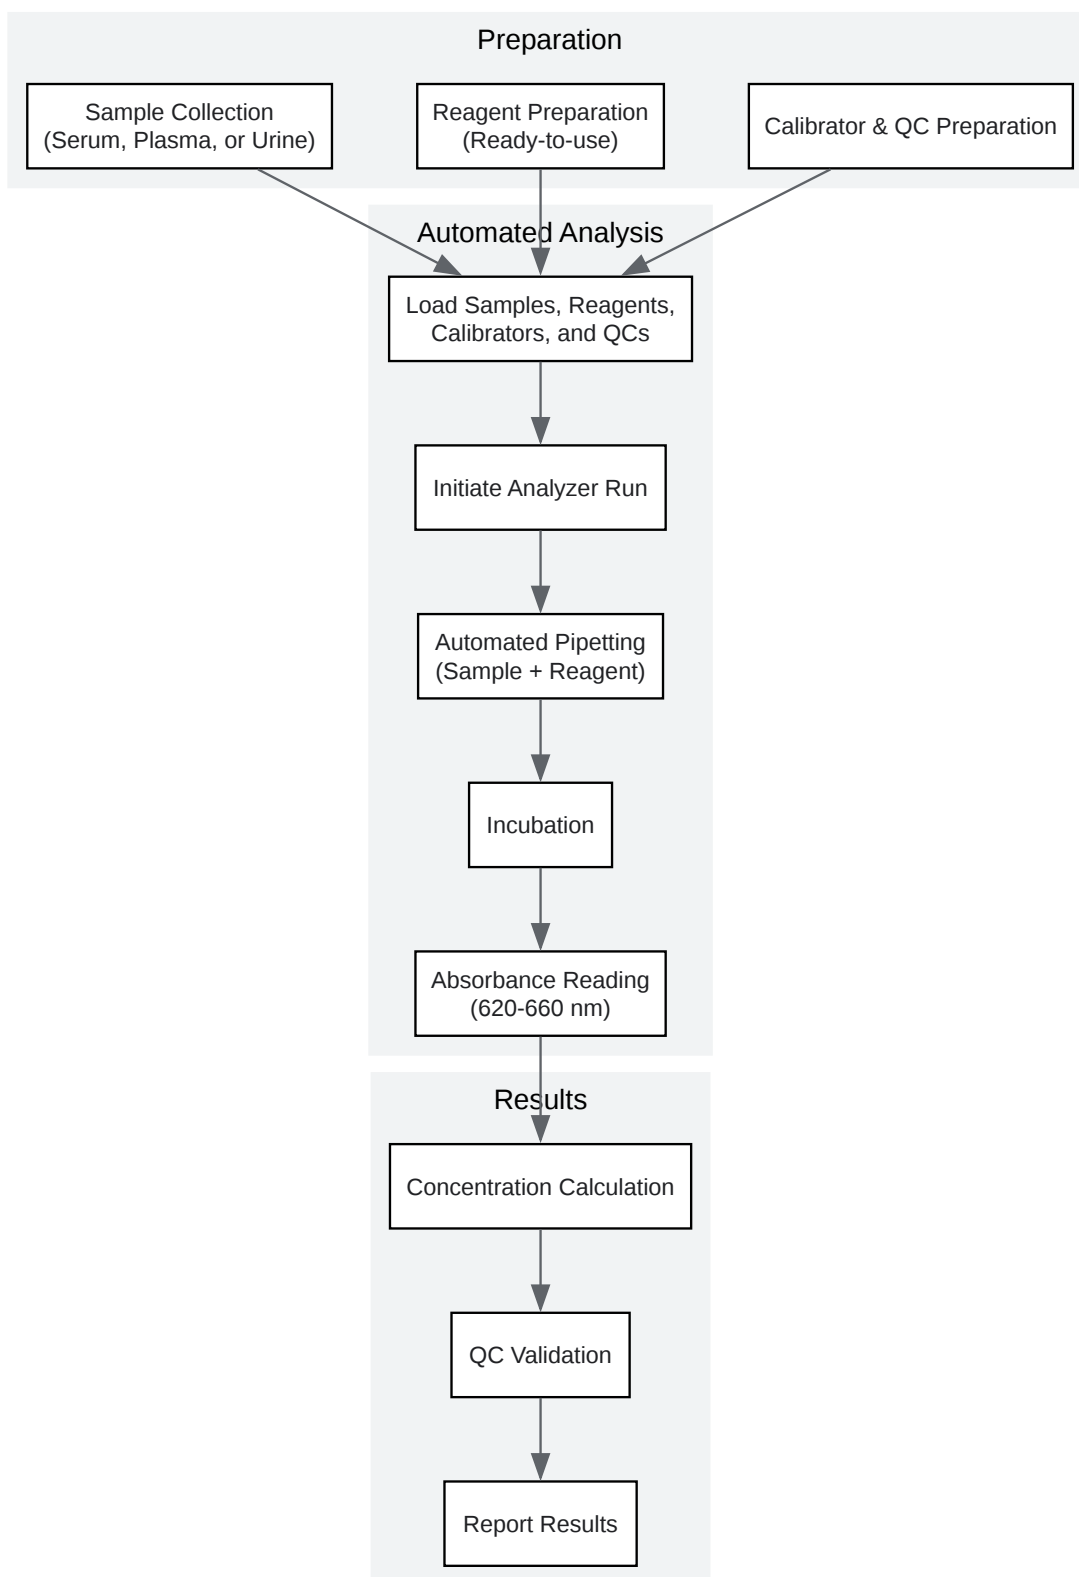 Preparation
Sample Collection
(Serum, Plasma, or Urine)
Reagent Preparation
(Ready-to-use)
Calibrator & QC Preparation
Automated Analysis
Load Samples, Reagents,
Calibrators, and QCs
Initiate Analyzer Run
Automated Pipetting
(Sample + Reagent)
Incubation
Absorbance Reading
(620-660 nm)
Results
Concentration Calculation
QC Validation
Report Results